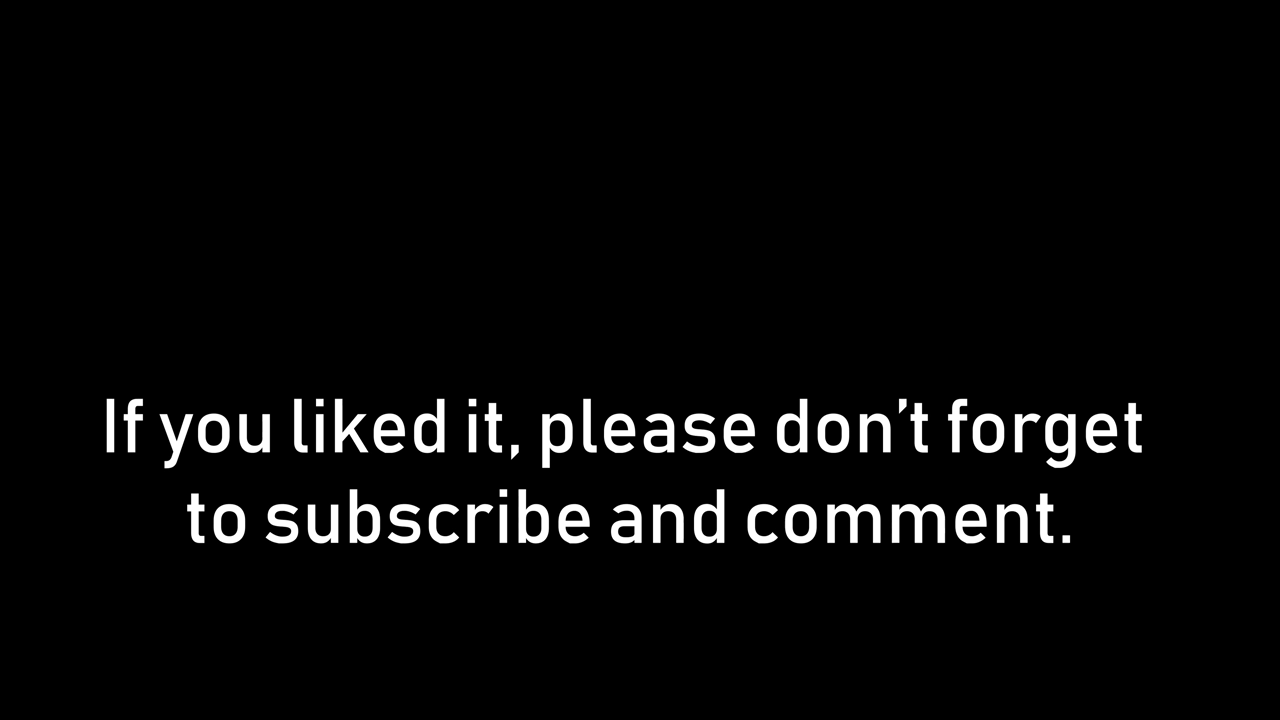 If you liked it, please don’t forget
to subscribe and comment.